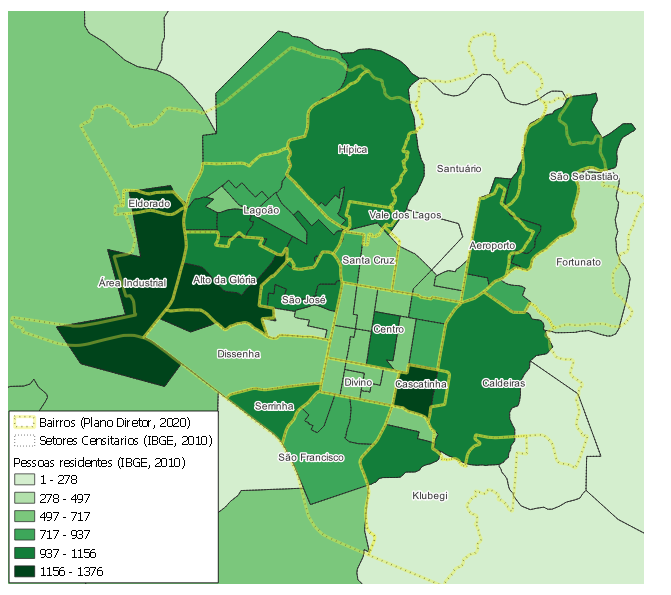 Hípica
Santuário
São Sebastião
Eldorado
Lagoão
Vale dos Lagos
Aeroporto
Santa Cruz
Fortunato
Área Industrial
Alto da Glória
São José
Centro
Dissenha
Divino
Cascatinha
Caldeiras
Serrinha
São Francisco
Klubegi
Bairros (Plano Diretor, 2020)
Setores Censitarios (IBGE, 2010)
Pessoas residentes (IBGE, 2010)
1 - 278
278 - 497
497 - 717
717 - 937
937 - 1156
1156 - 1376